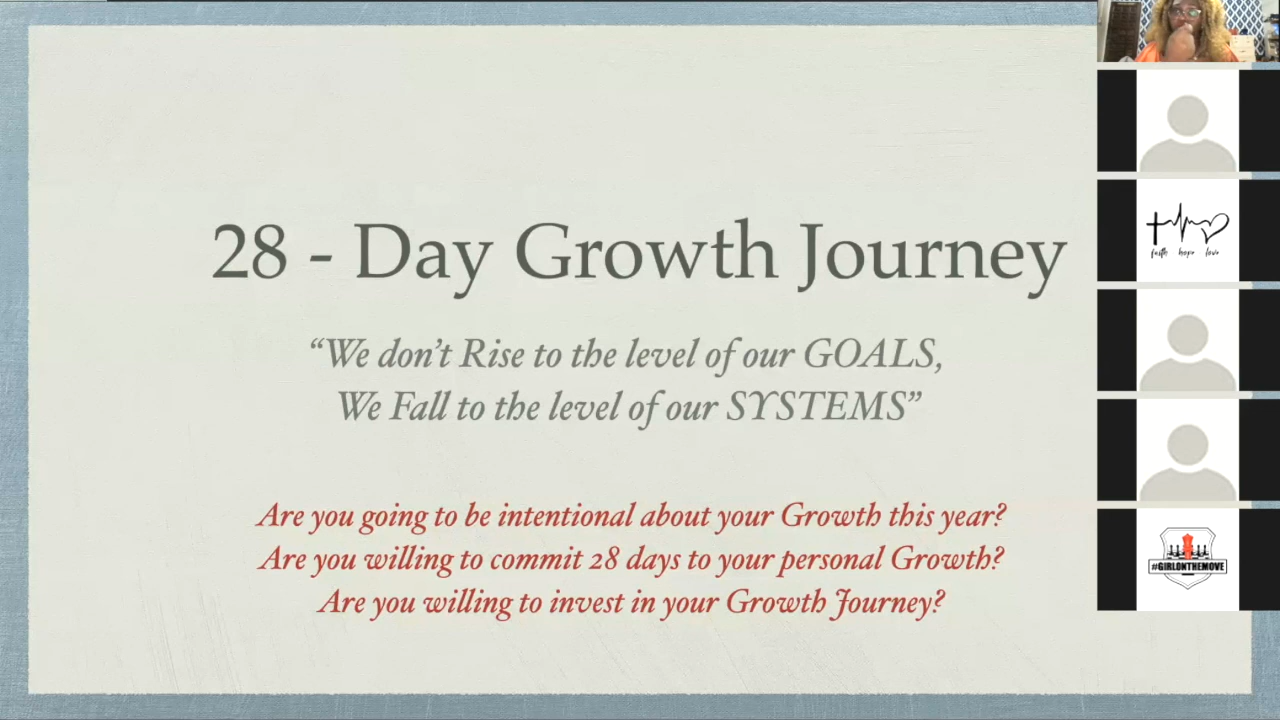 28 - Day Growth Journey
“We don’t Rise to the level of our GOALS,
We Fall to the level of our SYSTEMS”
Are you going to be intentional about your Growth this year?
Are you willing to commit 28 days to your personal Growth?
Are you willing to invest in your Growth Journey?
faith hope love
#GIRLONTHEMOVE